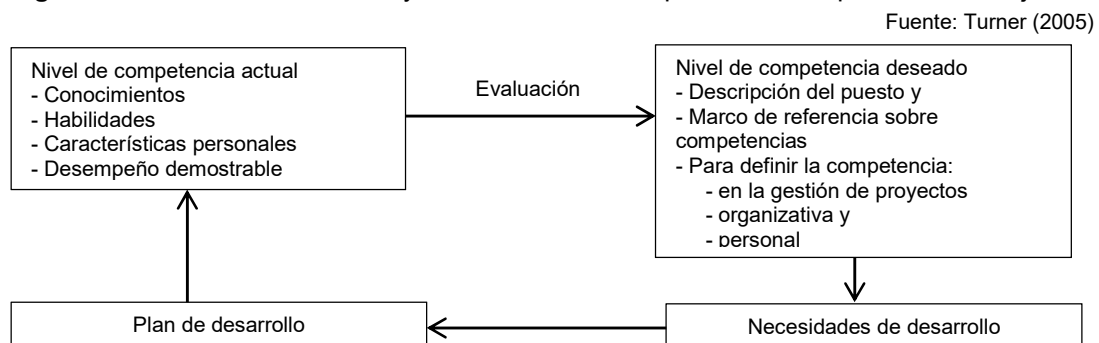 Fuente: Turner (2005)
Nivel de competencia actual
- Conocimientos
- Habilidades
- Características personales
- Desempeño demostrable
Evaluación
Nivel de competencia deseado
- Descripción del puesto y
- Marco de referencia sobre
competencias
- Para definir la competencia:
- en la gestión de proyectos
- organizativa y
- personal
Plan de desarrollo
Necesidades de desarrollo